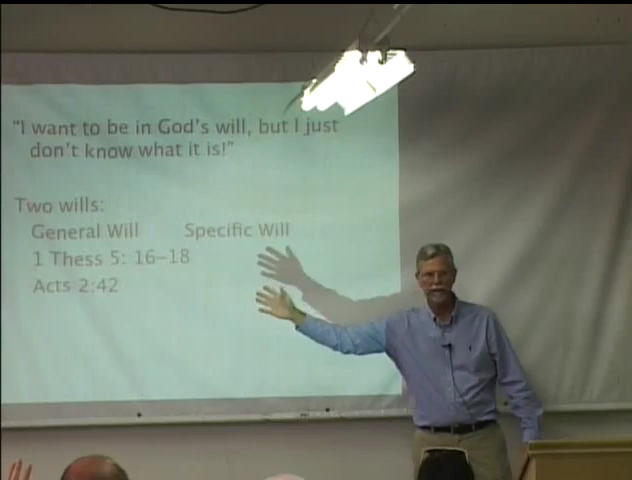 "I want to be in God's will, but I just
don't know what it is!"
Two wills:
General Will Specific Will
1 Thess 5: 16-18
Acts 2:42